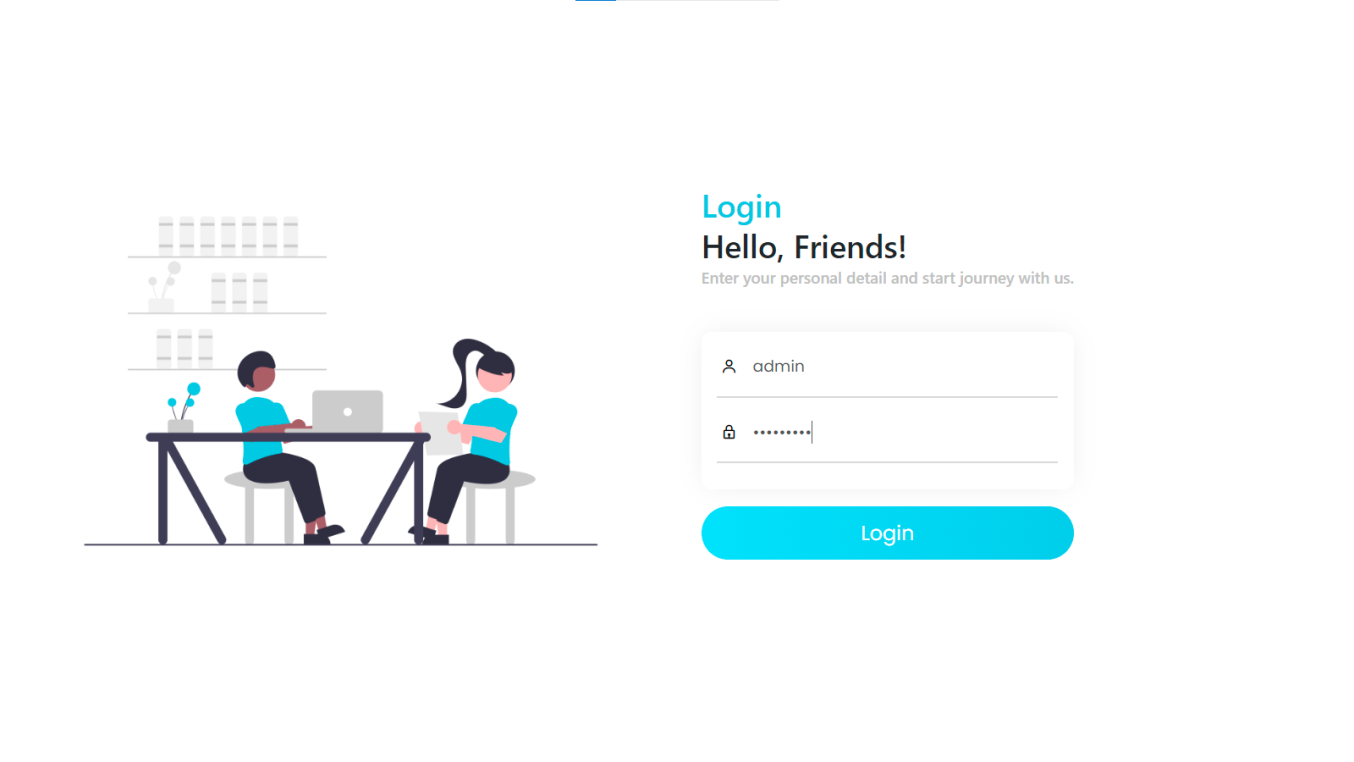 Login
Hello, Friends!
Enter your personal detail and start journey with us.
admin
•••••••••
Login